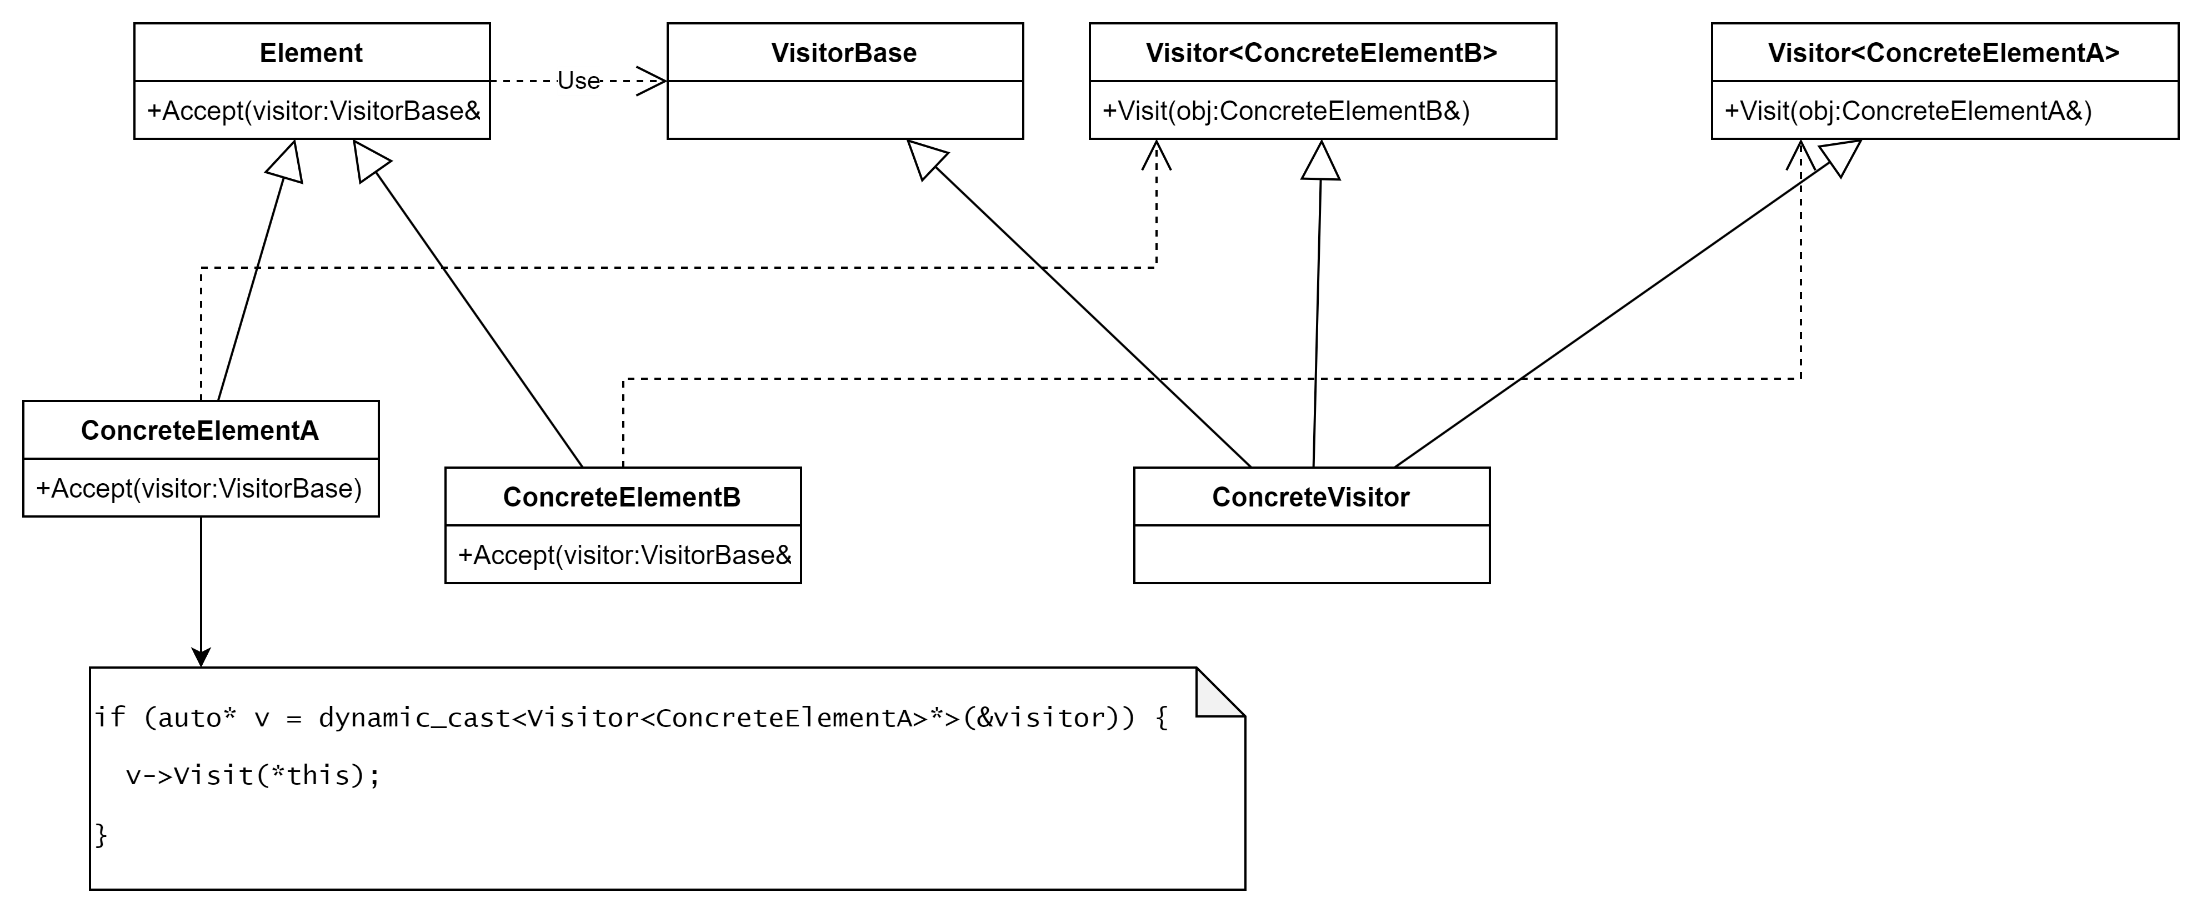 Element
+Accept(visitor:VisitorBase&
Use
VisitorBase
Visitor<ConcreteElementB>
+Visit(obj:ConcreteElementB&)
Visitor<ConcreteElementA>
+Visit(obj:ConcreteElementA&)
ConcreteElementA
+Accept(visitor:VisitorBase)
ConcreteElementB
+Accept(visitor:VisitorBase&
ConcreteVisitor
if (auto* v = dynamic_cast<Visitor<ConcreteElementA>*>(&visitor)) {
v->Visit(*this);
}